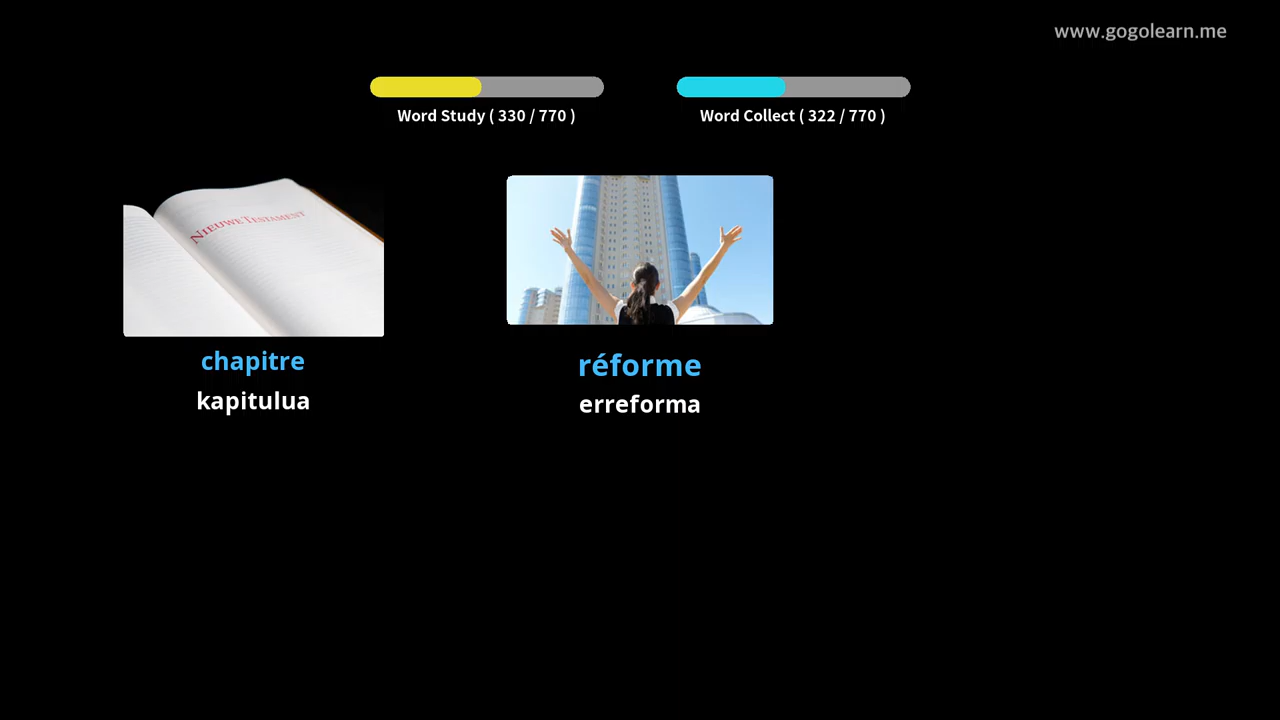 www.gogolearn.me
Word Study ( 330 / 770 )
Word Collect ( 322 / 770 )
NIEUWE TESTAMENT
chapitre
kapitulua
réforme
erreforma